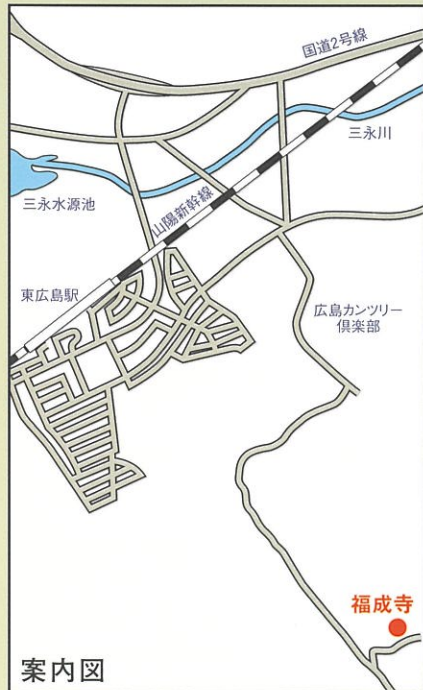 国道2号線
三永川
三永水源池
山陽新幹線
東広島駅
広島カンツリー
倶楽部
福成寺
案内図